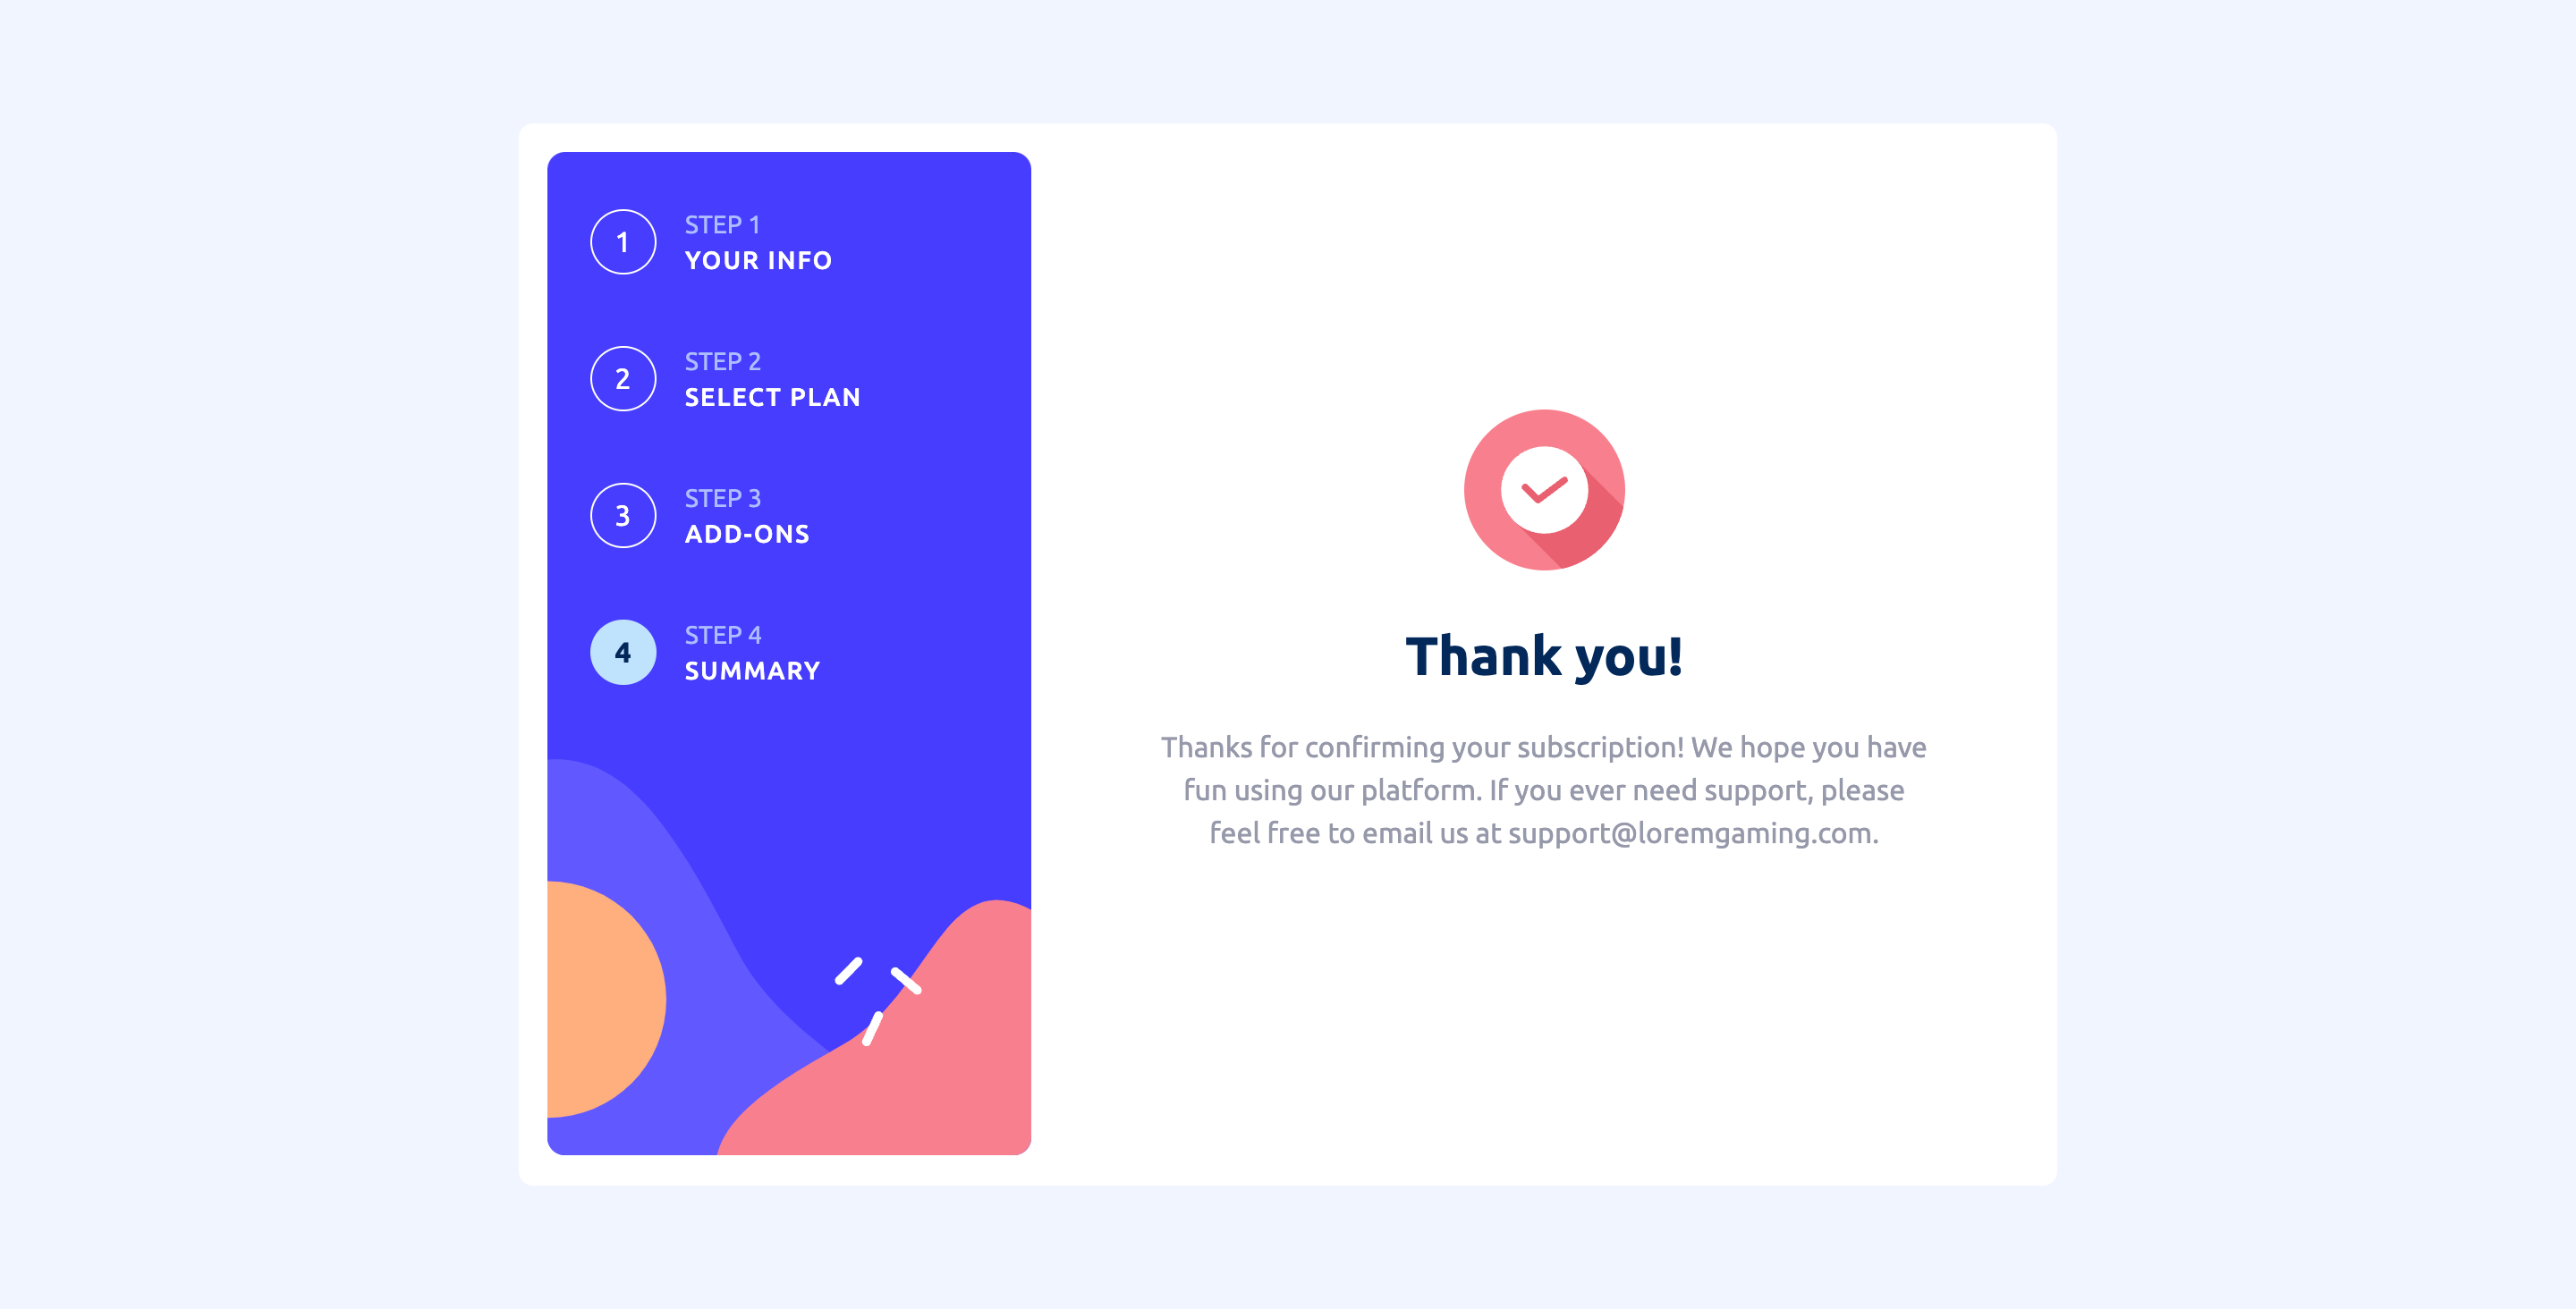 1
STEP 1
YOUR INFO
2
STEP 2
SELECT PLAN
3
STEP 3
ADD-ONS
4
STEP 4
SUMMARY
Thank you!
Thanks for confirming your subscription! We hope you have
fun using our platform. If you ever need support, please
feel free to email us at support@loremgaming.com.